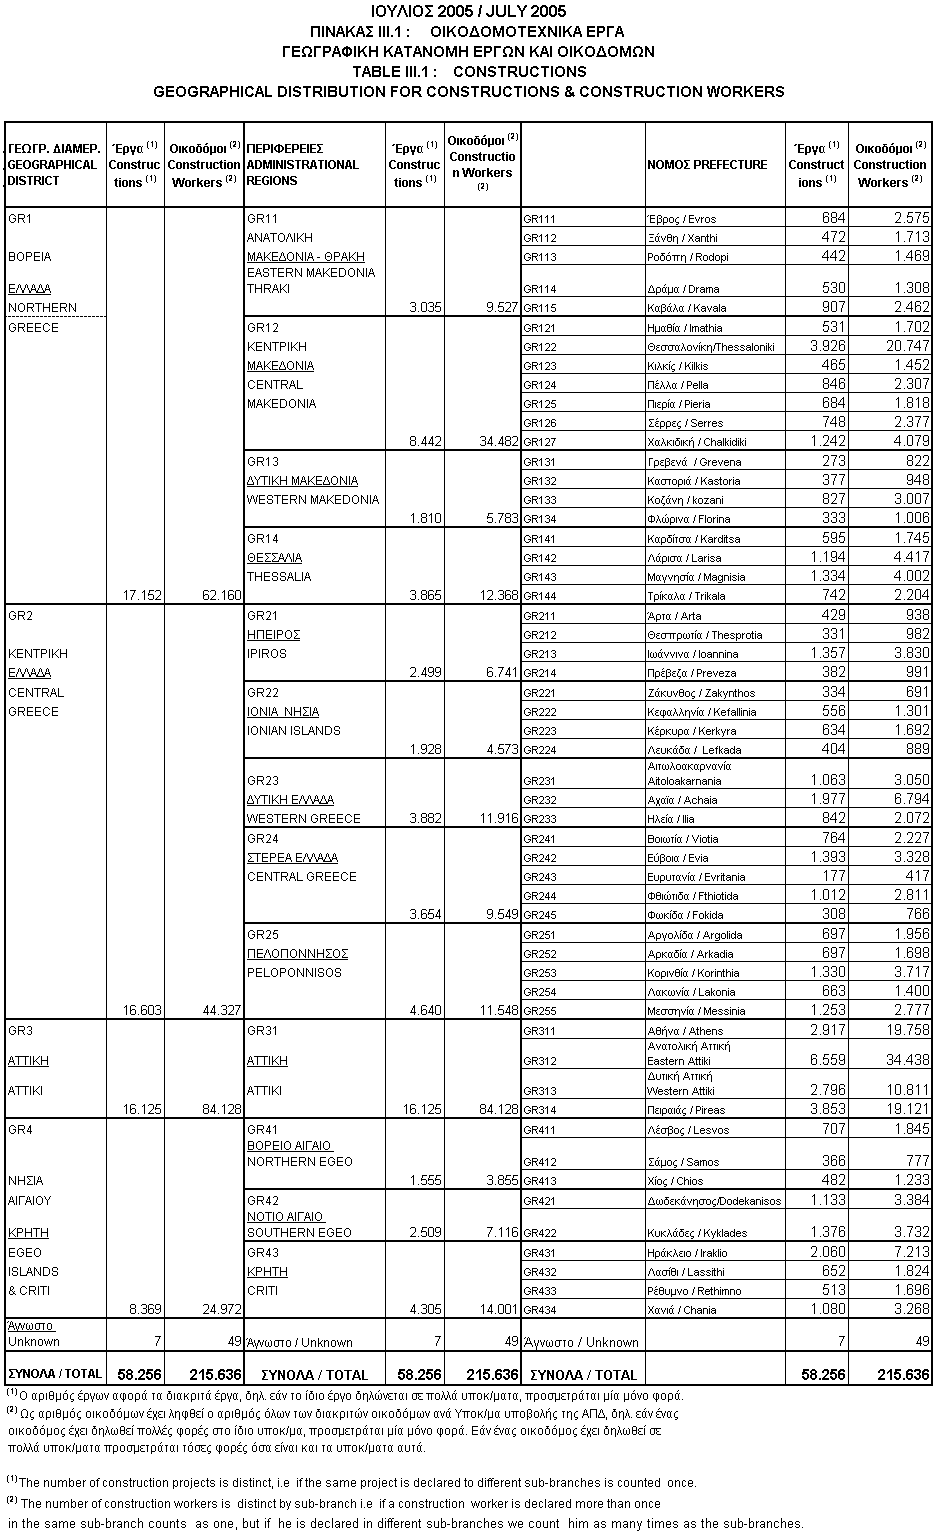 ΙΟΥΛΙΟΣ 2005 / JULY 2005
ΠΙΝΑΚΑΣ III.1 : ΟΙΚΟΔΟΜΟΤΕΧΝΙΚΑ ΕΡΓΑ
ΓΕΩΓΡΑΦΙΚΗ ΚΑΤΑΝΟΜΗ ΕΡΓΩΝ ΚΑΙ ΟΙΚΟΔΟΜΩΝ
TABLE III.1 : CONSTRUCTIONS
GEOGRAPHICAL DISTRIBUTION FOR CONSTRUCTIONS & CONSTRUCTION WORKERS
ΓΕΩΓΡ. ΔΙΑΜΕΡ. GEOGRAPHICAL DISTRICT Έργα (1) Construc tions (1) Οικοδόμοι (2) Construction Workers (2) ΠΕΡΙΦΕΡΕΙΕΣ ADMINISTRATIONAL REGIONS Έργα (1) Construc tions (1) Οικοδόμοι (2) Constructio n Workers (2) ΝΟΜΟΣ PREFECTURE Έργα (1) Construct ions (1) Οικοδόμοι (2) Construction Workers (2)
GR1 GR11 GR111 Έβρος / Evros 684 2.575
ΑΝΑΤΟΛΙΚΗ GR112 Ξάνθη / Xanthi 472 1.713
ΒΟΡΕΙΑ ΜΑΚΕΔΟΝΙΑ - ΘΡΑΚΗ GR113 Ροδόπη / Rodopi 442 1.469
ΕΛΛΑΔΑ EASTERN MAKEDONIA THRAKI GR114 Δράμα / Drama 530 1.308
NORTHERN 3.035 9.527 GR115 Καβάλα / Kavala 907 2.462
GREECE GR12 GR121 Ημαθία / Imathia 531 1.702
ΚΕΝΤΡΙΚΗ GR122 Θεσσαλονίκη/Thessaloniki 3.926 20.747
ΜΑΚΕΔΟΝΙΑ GR123 Κιλκίς / Kilkis 465 1.452
CENTRAL GR124 Πέλλα / Pella 846 2.307
MAKEDONIA GR125 Πιερία / Pieria 684 1.818
GR126 Σέρρες / Serres 748 2.377
8.442 34.482 GR127 Χαλκιδική / Chalkidiki 1.242 4.079
GR13 GR131 Γρεβενά / Grevena 273 822
ΔΥΤΙΚΗ ΜΑΚΕΔΟΝΙΑ GR132 Καστοριά / Kastoria 377 948
WESTERN MAKEDONIA GR133 Κοζάνη / kozani 827 3.007
1.810 5.783 GR134 Φλώρινα / Florina 333 1.006
GR14 GR141 Καρδίτσα / Karditsa 595 1.745
ΘΕΣΣΑΛΙΑ GR142 Λάρισα / Larisa 1.194 4.417
THESSALIA GR143 Μαγνησία / Magnisia 1.334 4.002
17.152 62.160 3.865 12.368 GR144 Τρίκαλα / Trikala 742 2.204
GR2 GR21 GR211 Άρτα / Arta 429 938
ΗΠΕΙΡΟΣ GR212 Θεσπρωτία / Thesprotia 331 982
ΚΕΝΤΡΙΚΗ IPIROS GR213 Ιωάννινα / Ioannina 1.357 3.830
ΕΛΛΑΔΑ 2.499 6.741 GR214 Πρέβεζα / Preveza 382 991
CENTRAL GR22 GR221 Ζάκυνθος / Zakynthos 334 691
GREECE ΙΟΝΙΑ ΝΗΣΙΑ GR222 Κεφαλληνία / Kefallinia 556 1.301
IONIAN ISLANDS GR223 Κέρκυρα / Kerkyra 634 1.692
1.928 4.573 GR224 Λευκάδα / Lefkada 404 889
GR23 GR231 Αιτωλοακαρνανία Aitoloakarnania 1.063 3.050
ΔΥΤΙΚΗ ΕΛΛΑΔΑ GR232 Αχαϊα / Achaia 1.977 6.794
WESTERN GREECE 3.882 11.916 GR233 Ηλεία / Ilia 842 2.072
GR24 GR241 Βοιωτία / Viotia 764 2.227
ΣΤΕΡΕΑ ΕΛΛΑΔΑ GR242 Εύβοια / Evia 1.393 3.328
CENTRAL GREECE GR243 Ευρυτανία / Evritania 177 417
GR244 Φθιώτιδα / Fthiotida 1.012 2.811
3.654 9.549 GR245 Φωκίδα / Fokida 308 766
GR25 GR251 Αργολίδα / Argolida 697 1.956
ΠΕΛΟΠΟΝΝΗΣΟΣ GR252 Αρκαδία / Arkadia 697 1.698
PELOPONNISOS GR253 Κορινθία / Korinthia 1.330 3.717
GR254 Λακωνία / Lakonia 663 1.400
16.603 44.327 4.640 11.548 GR255 Μεσσηνία / Messinia 1.253 2.777
GR3 GR31 GR311 Αθήνα / Athens 2.917 19.758
ΑΤΤΙΚΗ ΑΤΤΙΚΗ GR312 Ανατολική Αττική Eastern Attiki 6.559 34.438
ATTIKI ATTIKI GR313 Δυτική Αττική Western Attiki 2.796 10.811
16.125 84.128 16.125 84.128 GR314 Πειραιάς / Pireas 3.853 19.121
GR4 GR41 GR411 Λέσβος / Lesvos 707 1.845
ΒΟΡΕΙΟ ΑΙΓΑΙΟ NORTHERN EGEO GR412 Σάμος / Samos 366 777
ΝΗΣΙΑ 1.555 3.855 GR413 Χίος / Chios 482 1.233
ΑΙΓΑΙΟΥ GR42 GR421 Δωδεκάνησος/Dodekanisos 1.133 3.384
ΚΡΗΤΗ ΝΟΤΙΟ ΑΙΓΑΙΟ SOUTHERN EGEO 2.509 7.116 GR422 Κυκλάδες / Kyklades 1.376 3.732
EGEO GR43 GR431 Ηράκλειο / Iraklio 2.060 7.213
ISLANDS ΚΡΗΤΗ GR432 Λασίθι / Lassithi 652 1.824
& CRITI CRITI GR433 Ρέθυμνο / Rethimno 513 1.696
8.369 24.972 4.305 14.001 GR434 Χανιά / Chania 1.080 3.268
Άγνωστο Unknown 7 49 Άγνωστο / Unknown 7 49 Άγνωστο / Unknown 7 49
ΣΥΝΟΛΑ / TOTAL 58.256 215.636 ΣΥΝΟΛΑ / TOTAL 58.256 215.636 ΣΥΝΟΛΑ / TOTAL 58.256 215.636
(1) Ο αριθμός έργων αφορά τα διακριτά έργα, δηλ. εάν το ίδιο έργο δηλώνεται σε πολλά υποκ/ματα, προσμετράται μία μόνο φορά.
(2) Ως αριθμός οικοδόμων έχει ληφθεί ο αριθμός όλων των διακριτών οικοδόμων ανά Υποκ/μα υποβολής της ΑΠΔ, δηλ. εάν ένας
οικοδόμος έχει δηλωθεί πολλές φορές στο ίδιο υποκ/μα, προσμετράται μία μόνο φορά. Εάν ένας οικοδόμος έχει δηλωθεί σε
πολλά υποκ/ματα προσμετράται τόσες φορές όσα είναι και τα υποκ/ματα αυτά.
(1) The number of construction projects is distinct, i.e if the same project is declared to different sub-branches is counted once.
(2) The number of construction workers is distinct by sub-branch i.e if a construction worker is declared more than once
in the same sub-branch counts as one, but if he is declared in different sub-branches we count him as many times as the sub-branches.